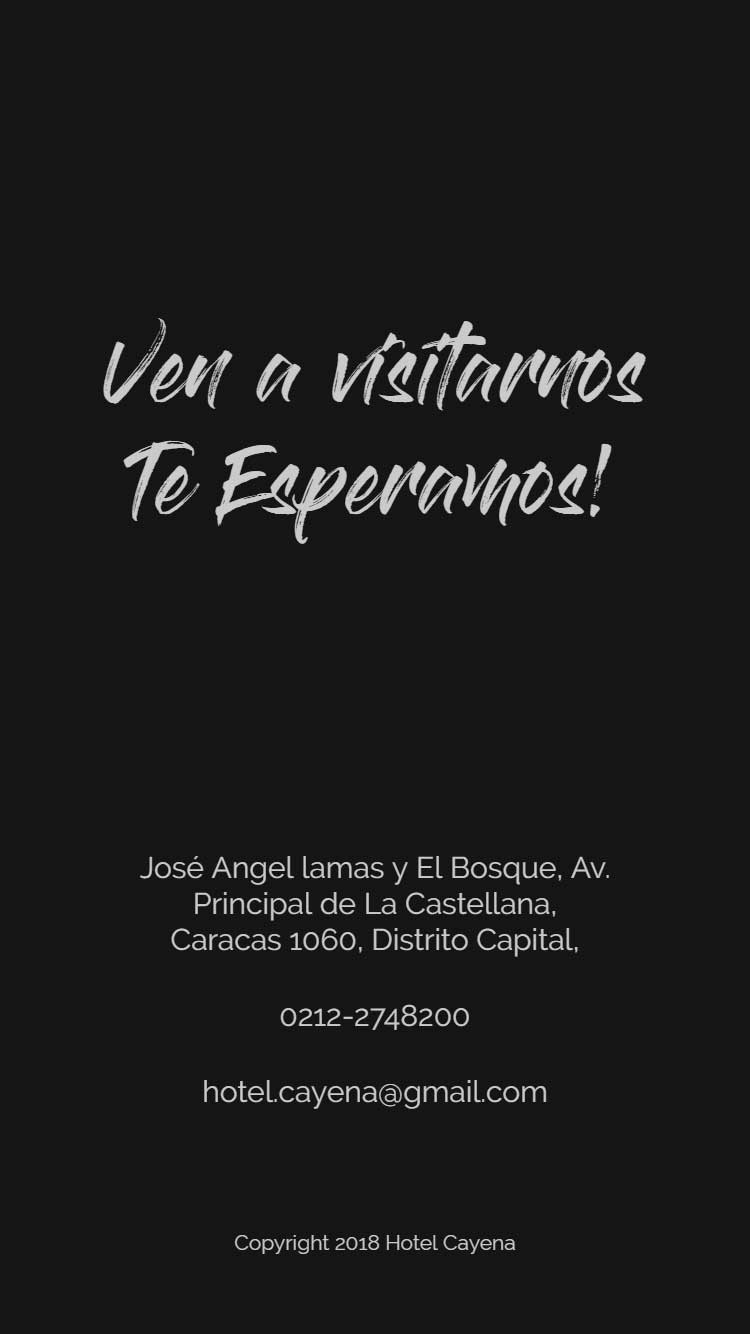 Ven a visitarnos
Te Esperamos!
José Angel lamas y El Bosque, Av.
Principal de La Castellana,
Caracas 1060, Distrito Capital,
0212-2748200
hotel.cayena@gmail.com
Copyright 2018 Hotel Cayena